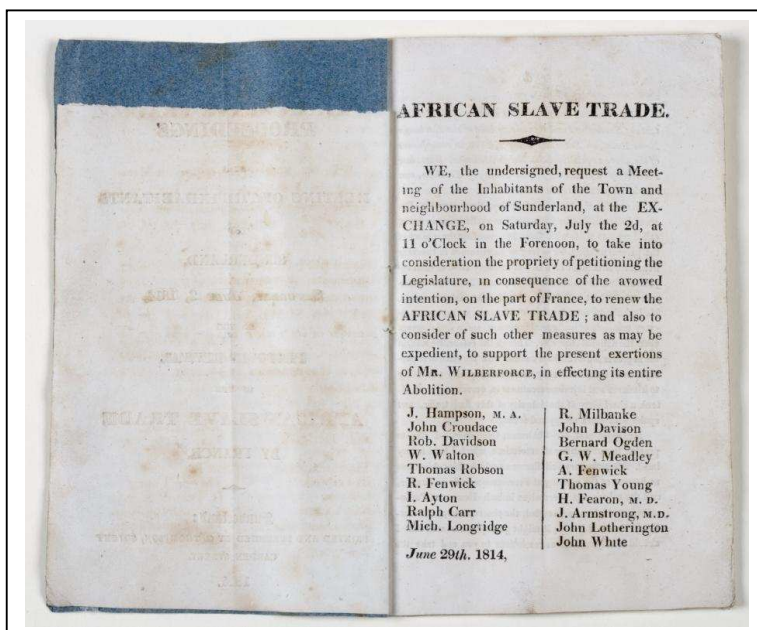 AFRICAN SLAVE TRADE.
WE, the undersigned, request a Meet-
ing of the Inhabitants of the Town and
neighbourhood of Sunderland, at the EX-
CHANGE, on Saturday, July the 2d, at
11 o'Clock in the Forenoon, to take into
consideration the propriety of petitioning the
Legislature, in consequence of the avowed
intention, on the part of France, to renew the
AFRICAN SLAVE TRADE ; and also to
consider of such other measures as may be
expedient, to support the present exertions
of MR. WILBERFORCE, in effecting its entire
Abolition.
J. Hampson, M. A.
John Croudace
Rob. Davidson
W. Walton
Thomas Robson
R. Fenwick
I. Ayton
Ralph Carr
Mich. Longridge
R. Milbanke
John Davison
Bernard Ogden
G. W. Meadley
A. Fenwick
Thomas Young
H. Fearon, M. D.
J. Armstrong, M.D.
John Lotherington
John White
June 29th. 1814,